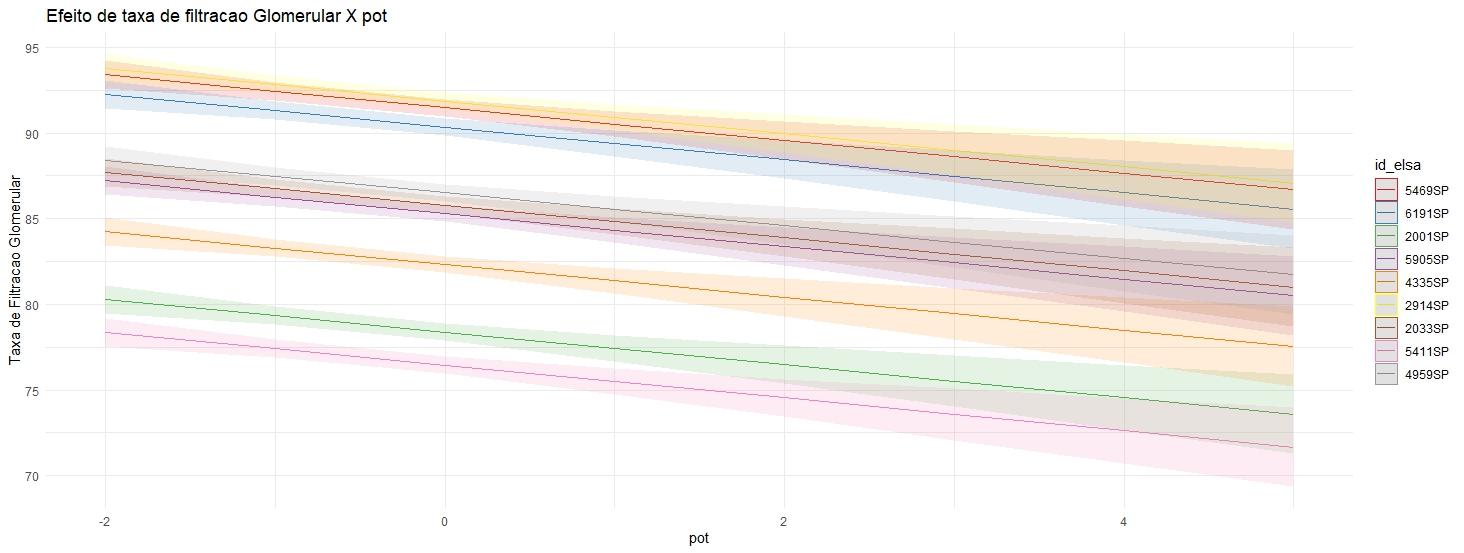 Efeito de taxa de filtracao Glomerular X pot
Taxa de Filtracao Glomerular
95
90
85
80
75
70
-2
0
2
4
pot
id_elsa
5469SP
6191SP
2001SP
5905SP
4335SP
2914SP
2033SP
5411SP
4959SP